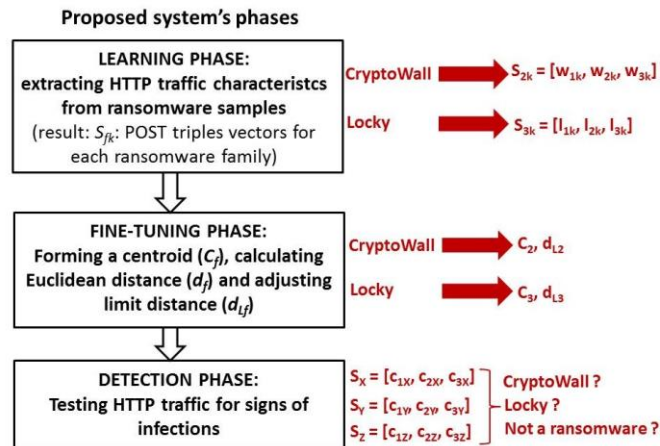 Proposed system's phases
LEARNING PHASE:
extracting HTTP traffic characteristcs
from ransomware samples
(result: Sfk: POST triples vectors for
each ransomware family)
CryptoWall
S2k = [w1k, w2k, w3k]
Locky
S3k = [l1k, l2k, l3k]
FINE-TUNING PHASE:
Forming a centroid (Cf), calculating
Euclidean distance (df) and adjusting
limit distance (dLf)
CryptoWall
C2, dL2
Locky
C3, dL3
DETECTION PHASE:
Testing HTTP traffic for signs of
infections
SX = [c1X, c2X, c3X]
SY = [c1Y, c2Y, c3Y]
SZ = [c1Z, c2Z, c3Z]
CryptoWall ?
Locky ?
Not a ransomware ?